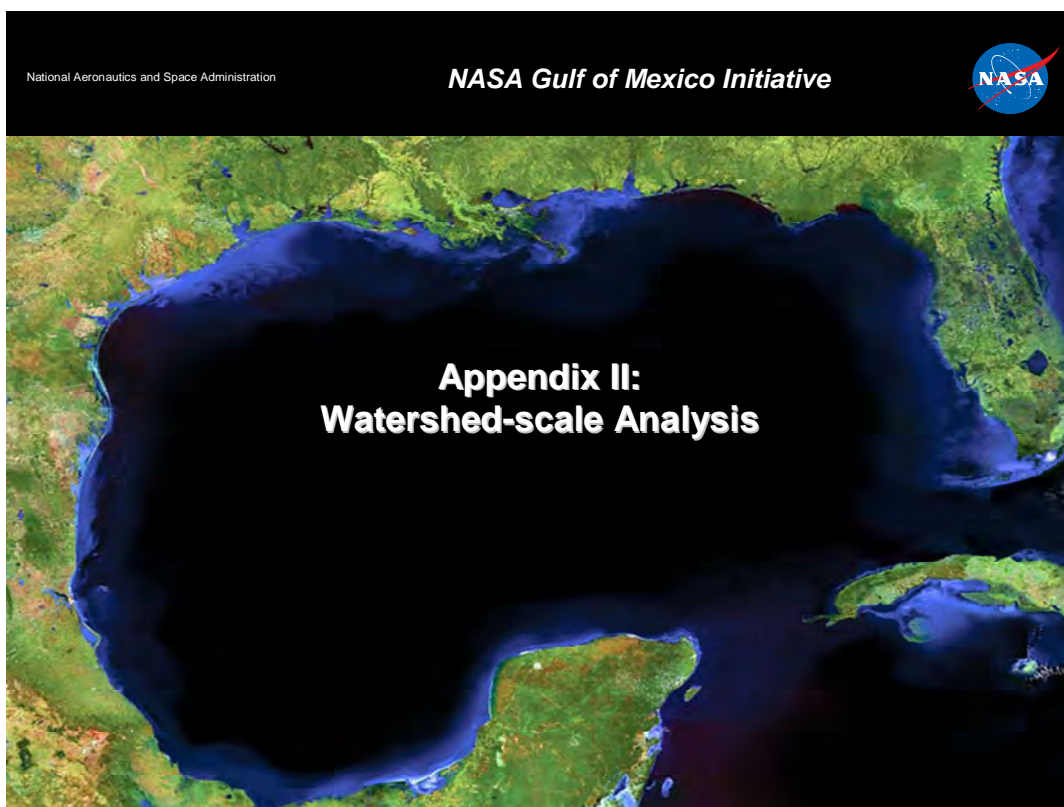 National Aeronautics and Space Administration
NASA Gulf of Mexico Initiative
NASA
Appendix II:
Watershed-scale Analysis